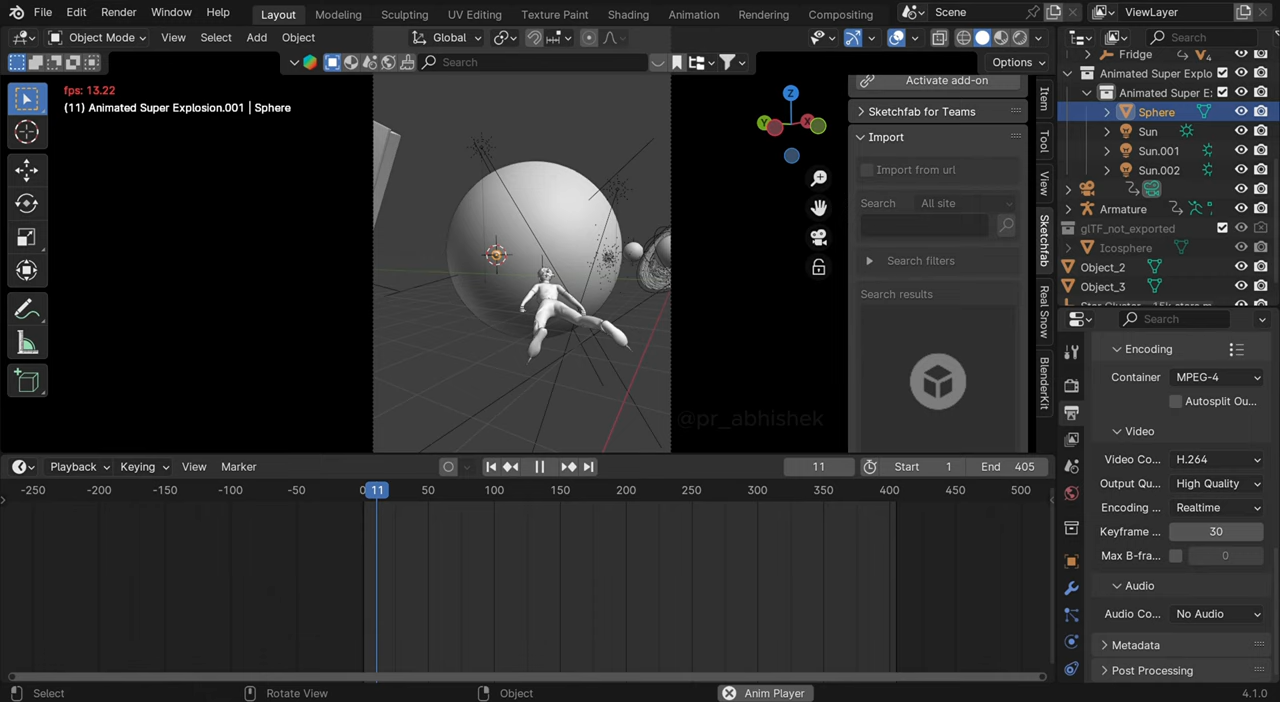 File Edit Render Window Help Layout Modeling Sculpting UV Editing Texture Paint Shading Animation Rendering Compositing Scene ViewLayer
Object Mode View Select Add Object Global Search
Search Options
fps: 13.22
(11) Animated Super Explosion.001 | Sphere
Z
Y
X
Activate add-on
Sketchfab for Teams
Import
Import from url
Search All site
Search filters
Search results
Item
Tool
View
Sketchfab
Real Snow
BlenderKit
Fridge 4
Animated Super Explo
Animated Super E:
Sphere
Sun
Sun.001
Sun.002
Armature
glTF_not_exported
Icosphere
Object_2
Object_3
Search
Encoding
Container MPEG-4
Autosplit Ou...
Video
Video Co... H.264
Output Qu... High Quality
Encoding ... Realtime
Keyframe ... 30
Max B-fra... 0
Audio
Audio Co... No Audio
Metadata
Post Processing
@pr_abhishek
Playback Keying View Marker 11 Start 1 End 405
-250 -200 -150 -100 -50 0 11 50 100 150 200 250 300 350 400 450 500
Select Rotate View Object Anim Player 4.1.0